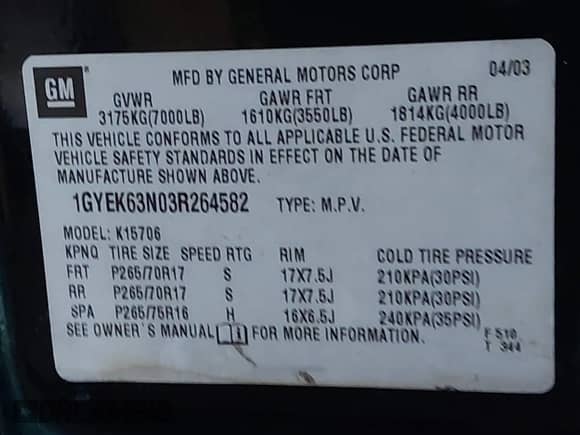 GM
MFD BY GENERAL MOTORS CORP 04/03
GVWR GAWR FRT GAWR RR
3175KG(7000LB) 1610KG(3550LB) 1814KG(4000LB)
THIS VEHICLE CONFORMS TO ALL APPLICABLE U.S. FEDERAL MOTOR
VEHICLE SAFETY STANDARDS IN EFFECT ON THE DATE OF
MANUFACTURE SHOWN ABOVE.
1GYEK63N03R264582 TYPE: M.P.V.
MODEL: K15706
KPNQ TIRE SIZE SPEED RTG RIM COLD TIRE PRESSURE
FRT P265/70R17 S 17X7.5J 210KPA(30PSI)
RR P265/70R17 S 17X7.5J 210KPA(30PSI)
SPA P265/75R16 H 16X6.5J 240KPA(35PSI)
SEE OWNER'S MANUAL FOR MORE INFORMATION.
F 510
T 344